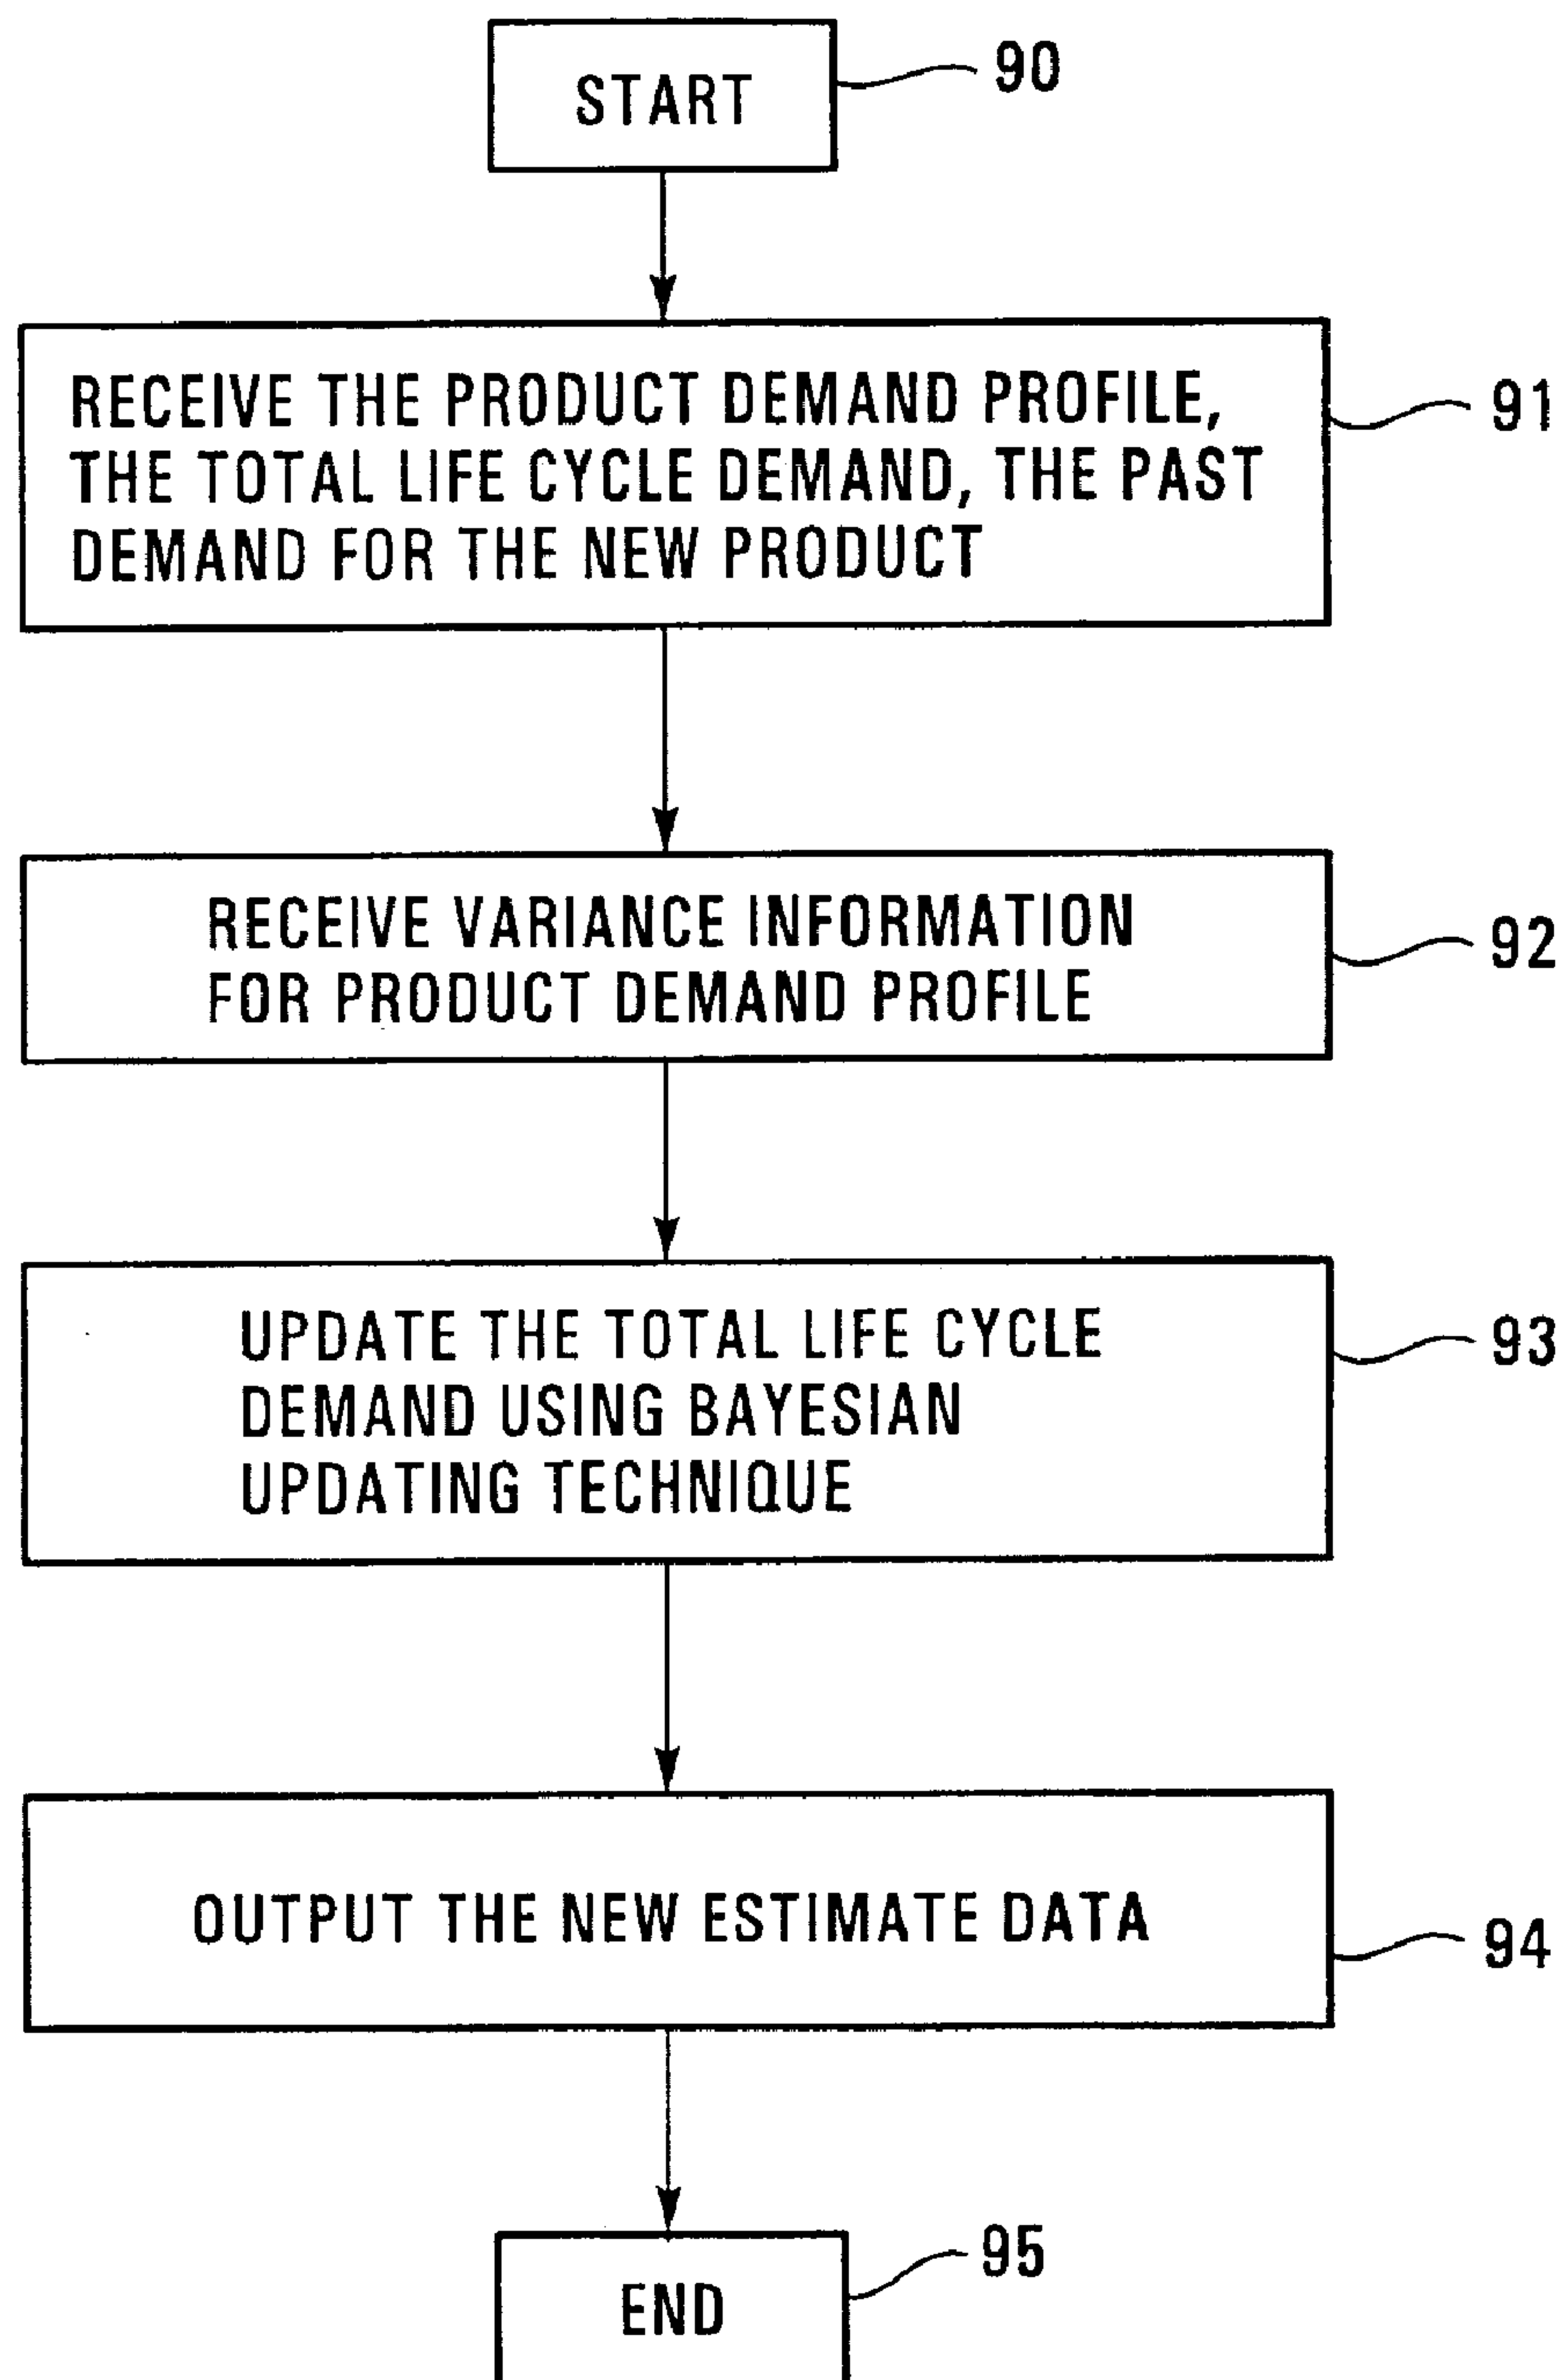 START
90
RECEIVE THE PRODUCT DEMAND PROFILE,
THE TOTAL LIFE CYCLE DEMAND, THE PAST
DEMAND FOR THE NEW PRODUCT
91
RECEIVE VARIANCE INFORMATION
FOR PRODUCT DEMAND PROFILE
92
UPDATE THE TOTAL LIFE CYCLE
DEMAND USING BAYESIAN
UPDATING TECHNIQUE
93
OUTPUT THE NEW ESTIMATE DATA
94
END
95